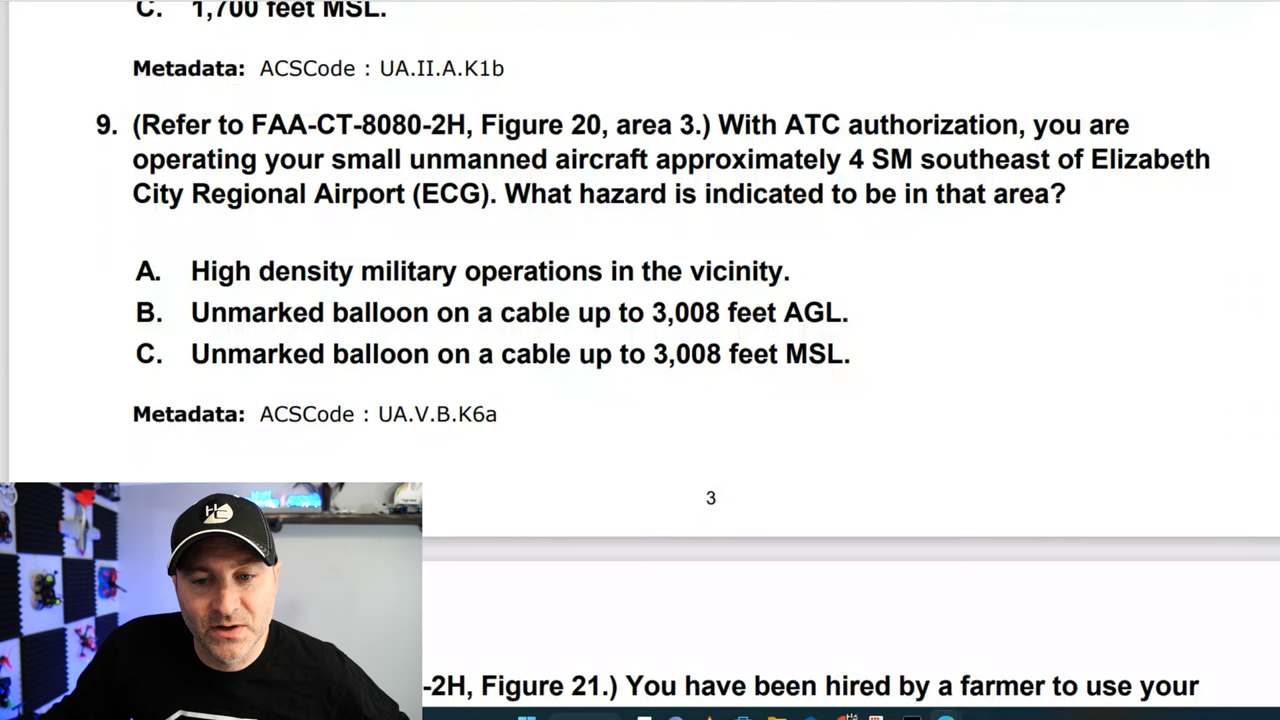 C. 1,700 feet MSL.
Metadata: ACSCode : UA.II.A.K1b
9. (Refer to FAA-CT-8080-2H, Figure 20, area 3.) With ATC authorization, you are
operating your small unmanned aircraft approximately 4 SM southeast of Elizabeth
City Regional Airport (ECG). What hazard is indicated to be in that area?
A. High density military operations in the vicinity.
B. Unmarked balloon on a cable up to 3,008 feet AGL.
C. Unmarked balloon on a cable up to 3,008 feet MSL.
Metadata: ACSCode : UA.V.B.K6a
3
-2H, Figure 21.) You have been hired by a farmer to use your